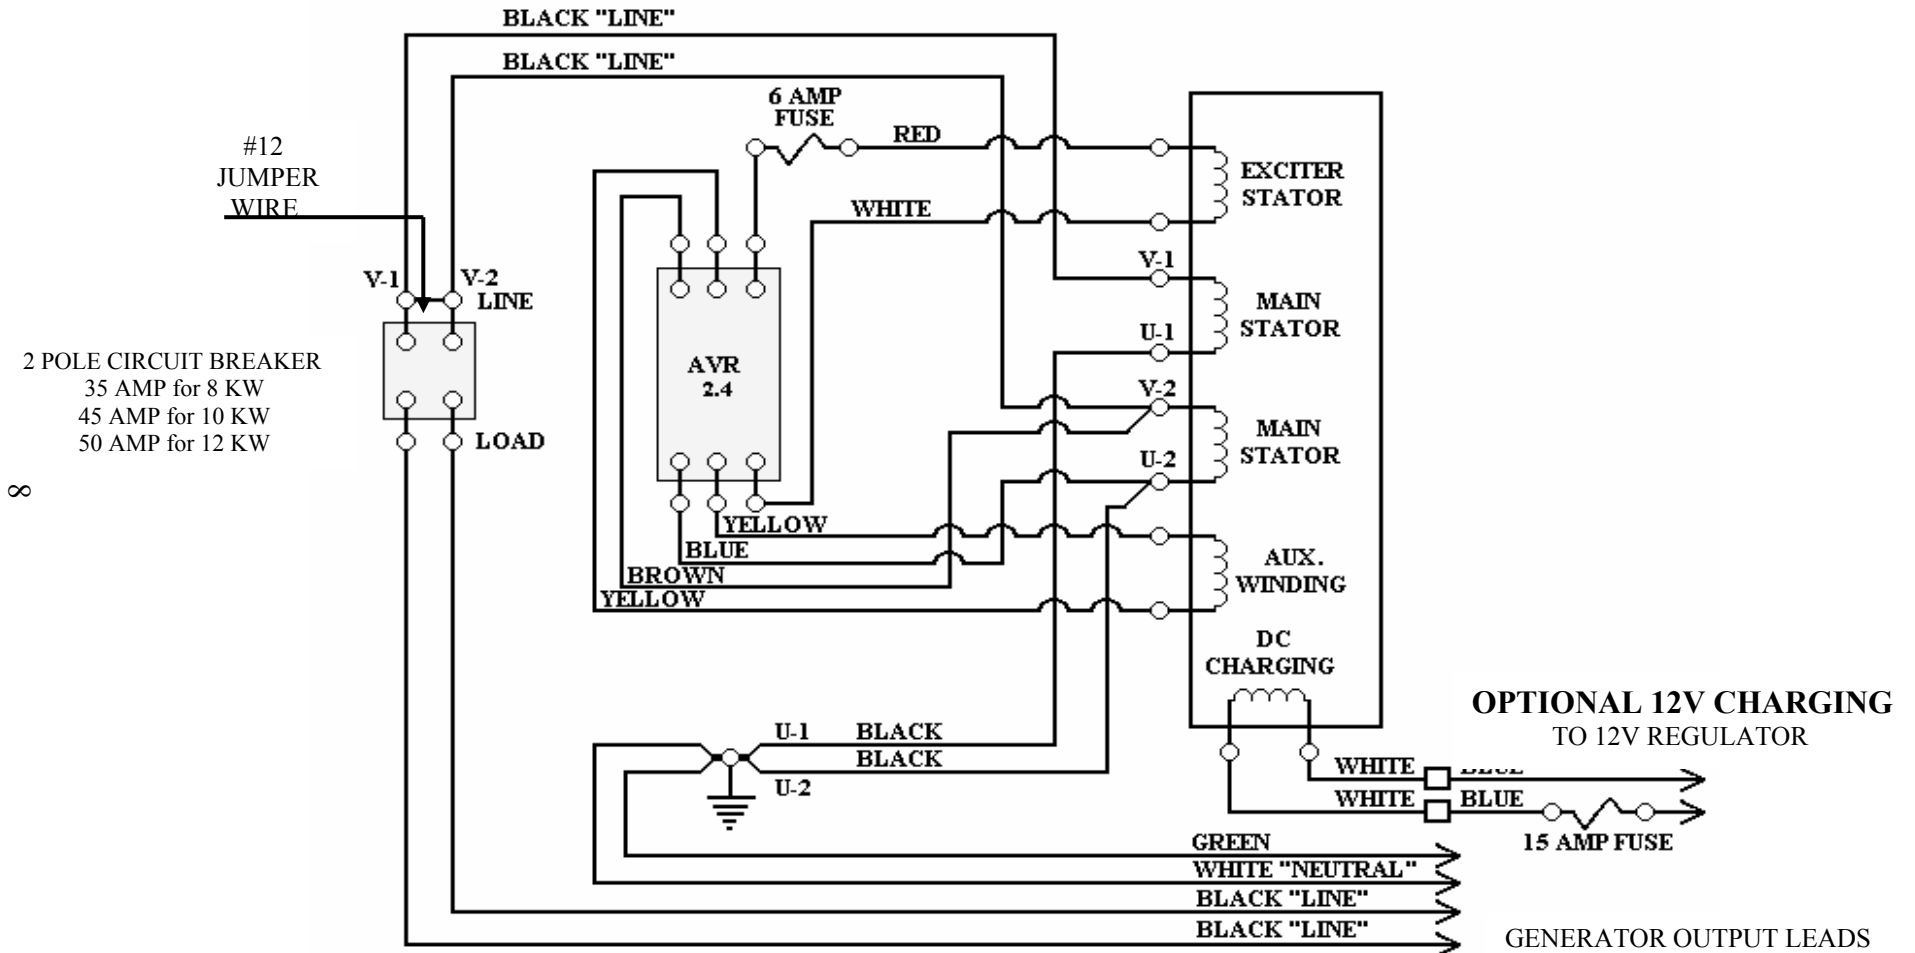 BLACK "LINE"
BLACK "LINE"
6 AMP
FUSE
RED
#12
JUMPER
WIRE
EXCITER
STATOR
WHITE
V-1
V-1
V-2
LINE
MAIN
STATOR
U-1
2 POLE CIRCUIT BREAKER
35 AMP for 8 KW
45 AMP for 10 KW
50 AMP for 12 KW
AVR
2.4
V-2
LOAD
MAIN
STATOR
U-2
∞
YELLOW
BLUE
BROWN
YELLOW
AUX.
WINDING
DC
CHARGING
OPTIONAL 12V CHARGING
TO 12V REGULATOR
U-1 BLACK
BLACK
U-2
WHITE BLUE
WHITE BLUE
15 AMP FUSE
GREEN
WHITE "NEUTRAL"
BLACK "LINE"
BLACK "LINE"
GENERATOR OUTPUT LEADS